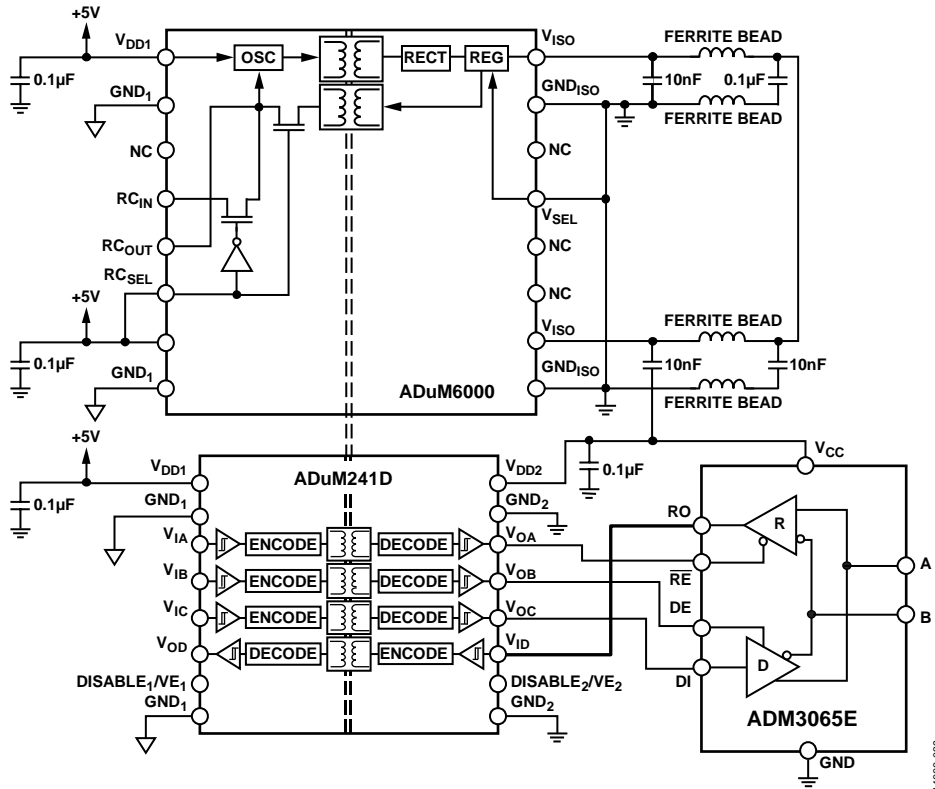 +5V
VDD1
0.1µF
GND1
NC
RCIN
RCOUT
RCSEL
+5V
0.1µF
GND1
OSC
RECT
REG
ADuM6000
VISO
GNDISO
NC
VSEL
NC
NC
VISO
GNDISO
FERRITE BEAD
10nF
0.1µF
FERRITE BEAD
FERRITE BEAD
10nF
10nF
FERRITE BEAD
+5V
0.1µF
VDD1
GND1
VIA
VIB
VIC
VOD
DISABLE1/VE1
GND1
ADuM241D
ENCODE
DECODE
ENCODE
DECODE
ENCODE
DECODE
DECODE
ENCODE
VDD2
GND2
VOA
VOB
VOC
VID
DISABLE2/VE2
GND2
0.1µF
VCC
RO
R
RE
DE
D
DI
A
B
ADM3065E
GND